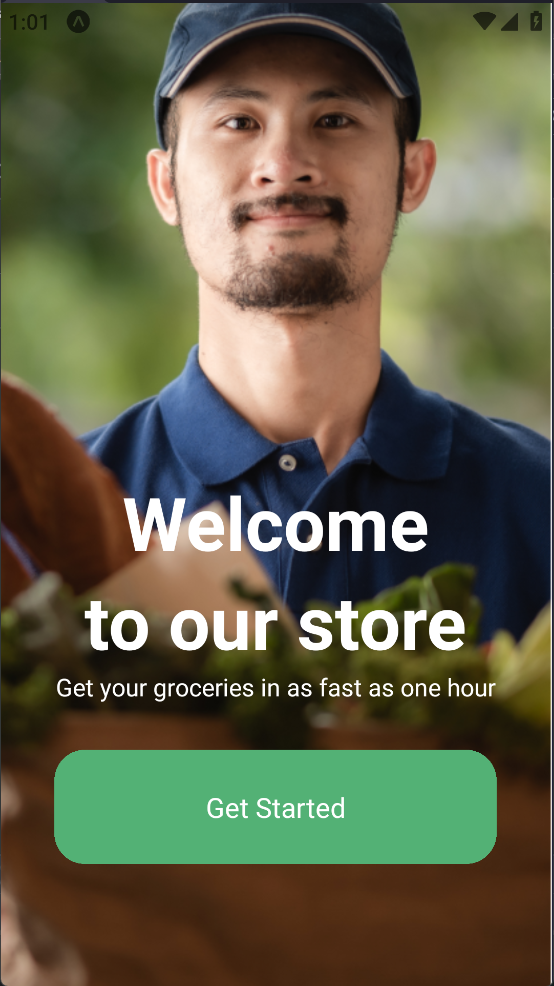 1:01
Welcome
to our store
Get your groceries in as fast as one hour
Get Started